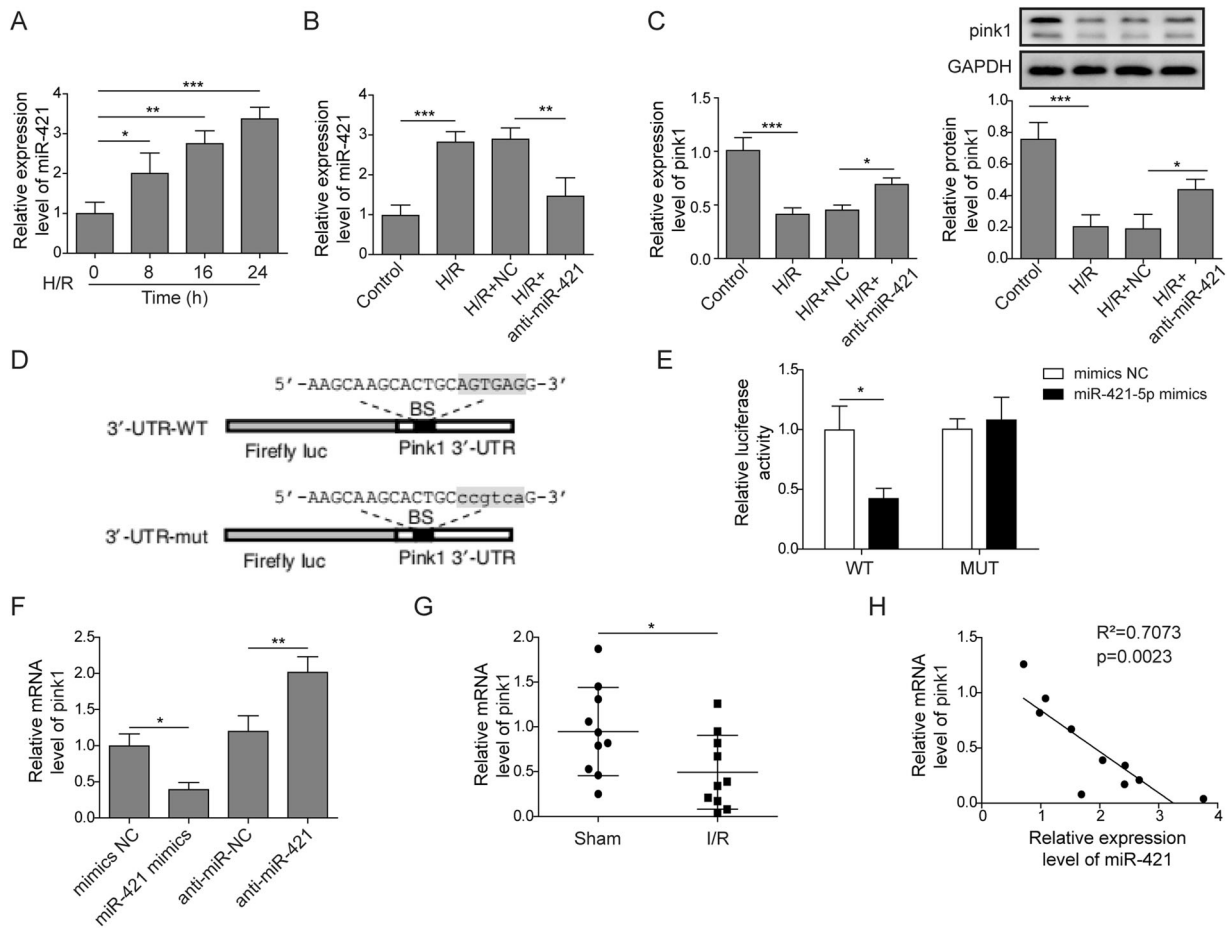 A
Relative expression
level of miR-421
4
3
2
1
0
*
**
***
0 8 16 24
H/R
Time (h)
B
Relative expression
level of miR-421
4
3
2
1
0
***
**
Control
H/R
H/R+NC
H/R+
anti-miR-421
C
Relative expression
level of pink1
1.5
1.0
0.5
0.0
***
*
Control
H/R
H/R+NC
H/R+
anti-miR-421
pink1
GAPDH
Relative protein
level of pink1
1.0
0.8
0.6
0.4
0.2
0.0
***
*
Control
H/R
H/R+NC
H/R+
anti-miR-421
D
5′-AAGCAAGCACTGCAGTGAGG-3′
BS
3′-UTR-WT
Firefly luc
Pink1 3′-UTR
5′-AAGCAAGCACTGCccgtcaG-3′
BS
3′-UTR-mut
Firefly luc
Pink1 3′-UTR
E
Relative luciferase
activity
1.5
1.0
0.5
0.0
*
WT
MUT
mimics NC
miR-421-5p mimics
F
Relative mRNA
level of pink1
2.5
2.0
1.5
1.0
0.5
0.0
*
**
mimics NC
miR-421 mimics
anti-miR-NC
anti-miR-421
G
Relative mRNA
level of pink1
2.0
1.5
1.0
0.5
0.0
*
Sham
I/R
H
R²=0.7073
p=0.0023
Relative mRNA
level of pink1
1.5
1.0
0.5
0.0
0 1 2 3 4
Relative expression
level of miR-421